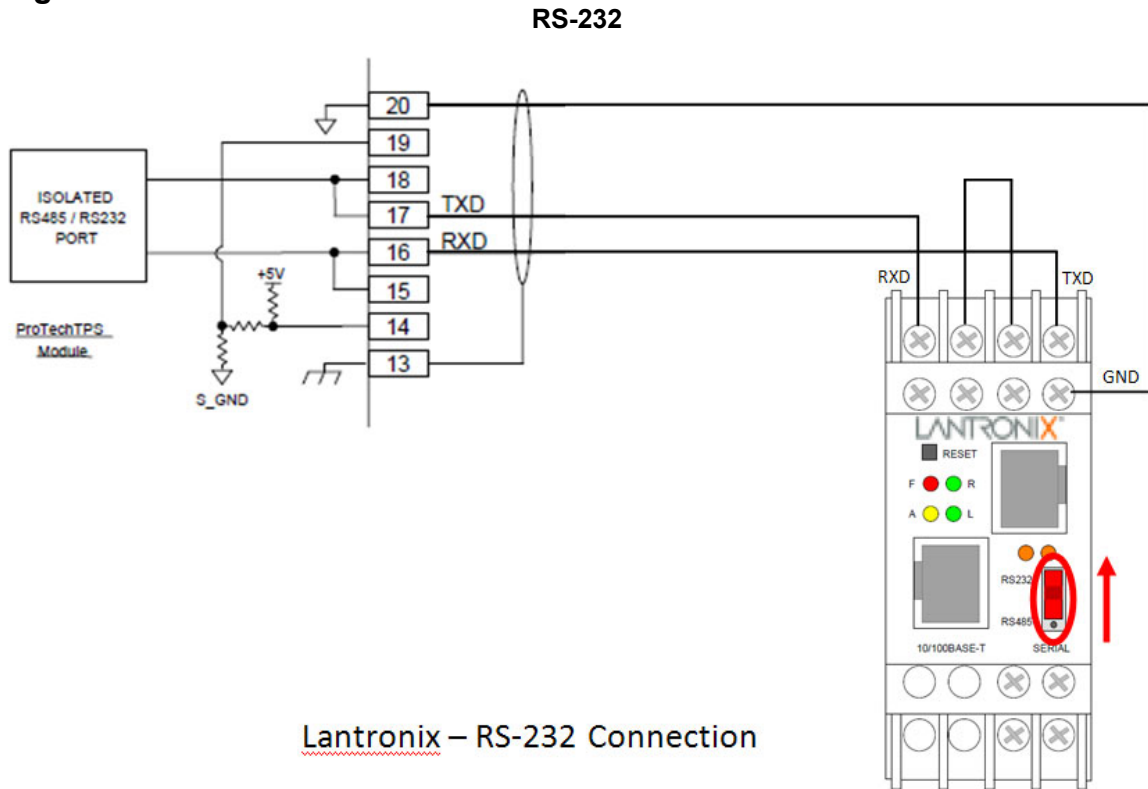 RS-232
20
19
18
17
16
15
14
13
TXD
RXD
ISOLATED
RS485 / RS232
PORT
+5V
ProTechTPS
Module
S_GND
RXD
TXD
GND
LANTRONIX
RESET
F
R
A
L
RS232
RS485
10/100BASE-T
SERIAL
Lantronix – RS-232 Connection